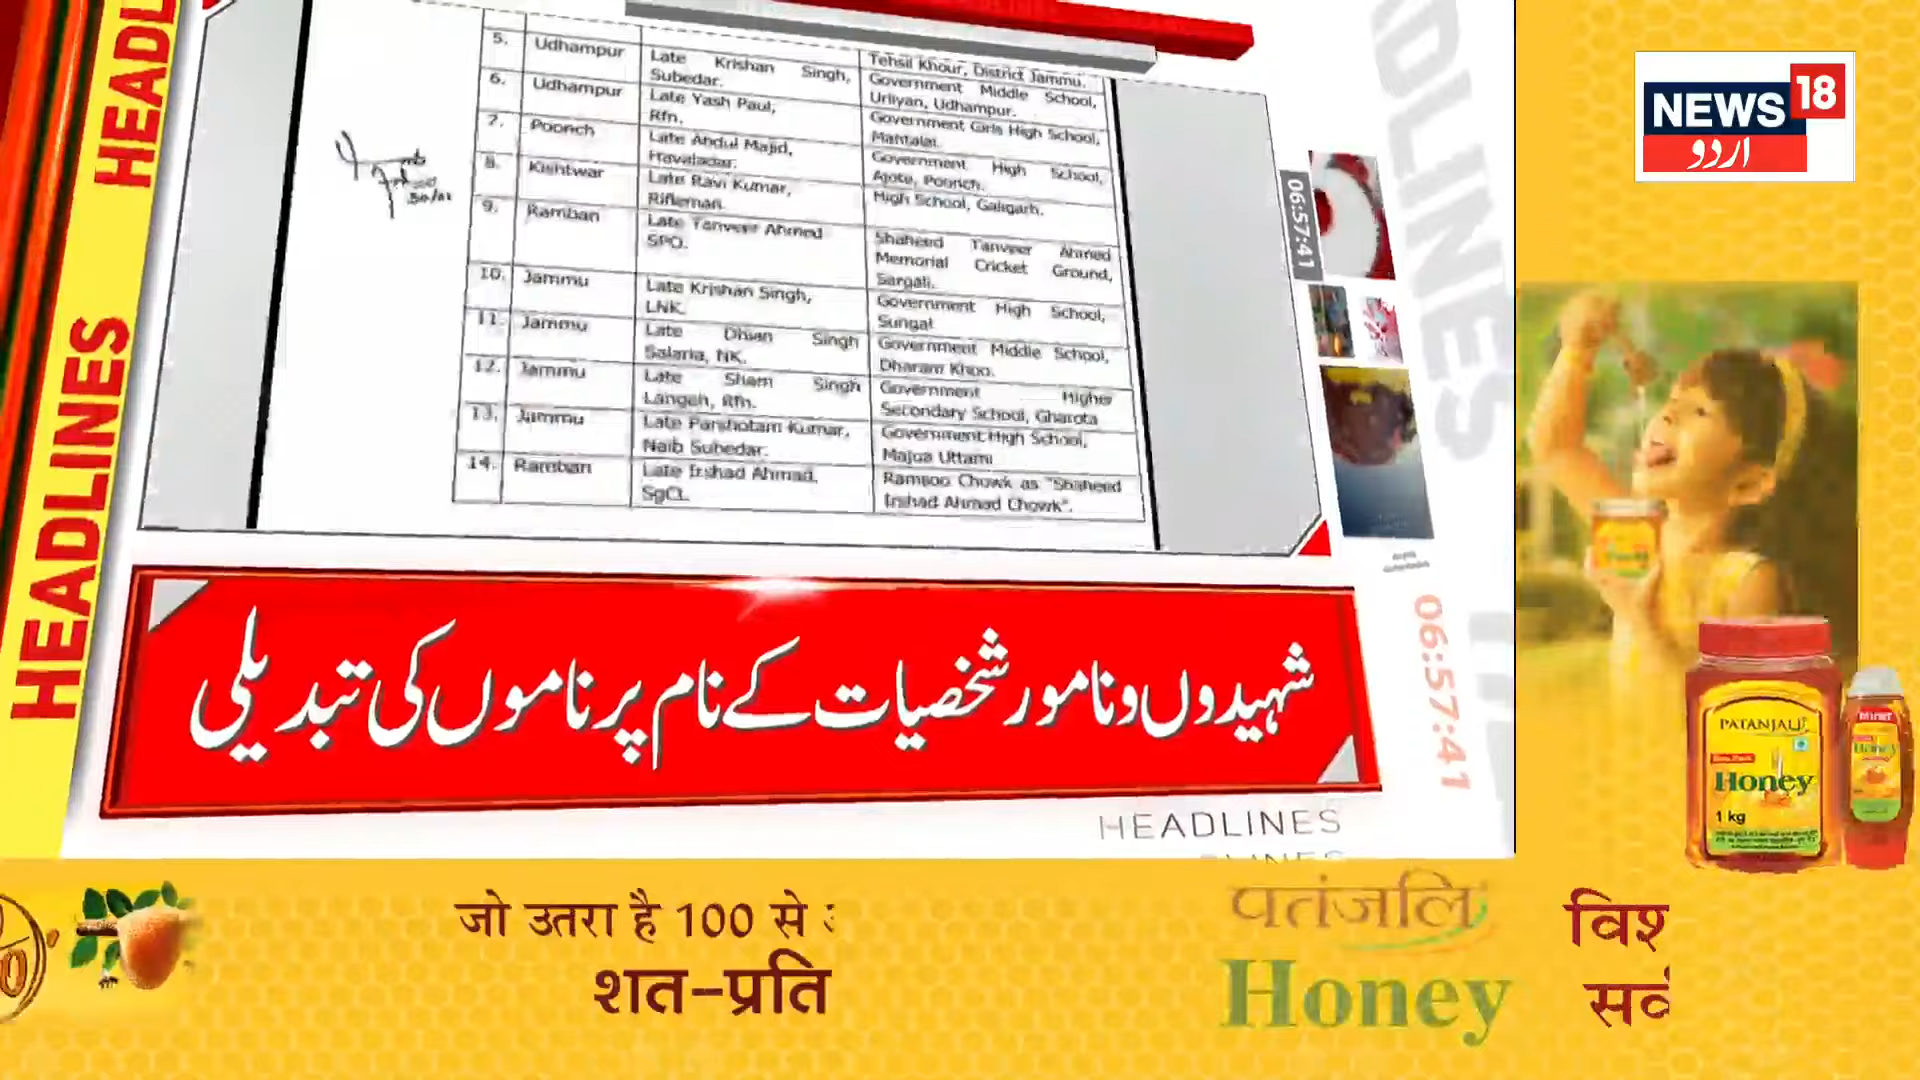 HEADLINES
5. Udhampur Late Krishan Singh, Subedar. Government Middle School, Urliyan, Udhampur.
Tehsil Khour, District Jammu.
6. Udhampur Late Yash Paul, Rfn. Government Girls High School, Mantalai.
7. Poonch Late Abdul Majid, Havaladar. Government High School, Ajote, Poonch.
8. Kishtwar Late Ravi Kumar, Rifleman. High School, Galigarh.
9. Ramban Late Tanveer Ahmed SPO. Shaheed Tanveer Ahmed Memorial Cricket Ground, Sargali.
10. Jammu Late Krishan Singh, LNK. Government High School, Sungal
11. Jammu Late Dhian Singh Salaria, NK. Government Middle School, Dharam Khoo.
12. Jammu Late Sham Singh Langeh, Rfn. Government Higher Secondary School, Gharota
13. Jammu Late Parshotam Kumar, Naib Subedar. Government High School, Majua Uttami
14. Ramban Late Irshad Ahmad, SgCt. Ramsoo Chowk as "Shaheed Irshad Ahmad Chowk".
06:57:41
NEWS 18
اردو
شہیدوں و نامور شخصیات کے نام پر ناموں کی تبدیلی
06:57:41
HEADLINES
PATANJALI
Honey
1 kg
Honey
जो उतरा है 100 से
शत-प्रति
पतंजलि
Honey